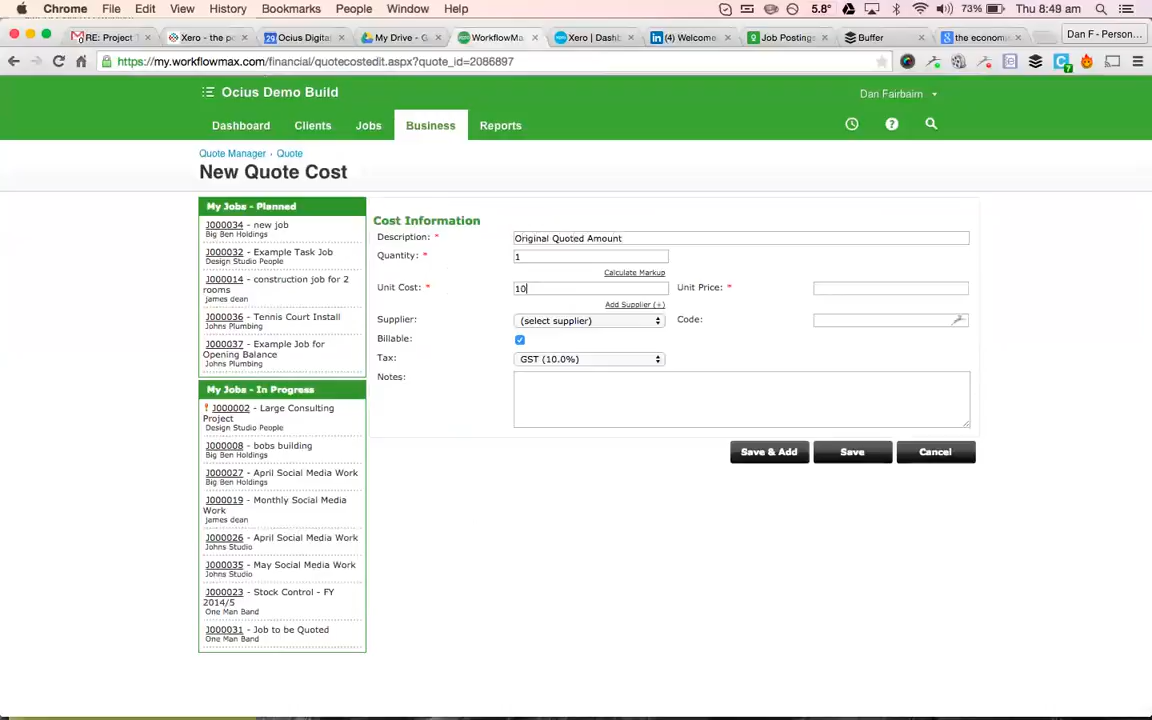 Chrome File Edit View History Bookmarks People Window Help 5.8° 73% Thu 8:49 am
RE: Project T Xero - the p Ocius Digita My Drive - G WorkflowMa Xero | Dashb (4) Welcome Job Postings Buffer the econom Dan F - Person...
https://my.workflowmax.com/financial/quotecostedit.aspx?quote_id=2086897
Ocius Demo Build
Dan Fairbairn
Dashboard Clients Jobs Business Reports
Quote Manager · Quote
New Quote Cost
My Jobs - Planned
J000034 - new job
Big Ben Holdings
J000032 - Example Task Job
Design Studio People
J000014 - construction job for 2
rooms
james dean
J000036 - Tennis Court Install
Johns Plumbing
J000037 - Example Job for
Opening Balance
Johns Plumbing
My Jobs - In Progress
! J000002 - Large Consulting
Project
Design Studio People
J000008 - bobs building
Big Ben Holdings
J000027 - April Social Media Work
Big Ben Holdings
J000019 - Monthly Social Media
Work
james dean
J000026 - April Social Media Work
Johns Studio
J000035 - May Social Media Work
Johns Studio
J000023 - Stock Control - FY
2014/5
One Man Band
J000031 - Job to be Quoted
One Man Band
Cost Information
Description: * Original Quoted Amount
Quantity: * 1
Calculate Markup
Unit Cost: * 10 Unit Price: *
Add Supplier (+)
Supplier: (select supplier) Code:
Billable:
Tax: GST (10.0%)
Notes:
Save & Add Save Cancel